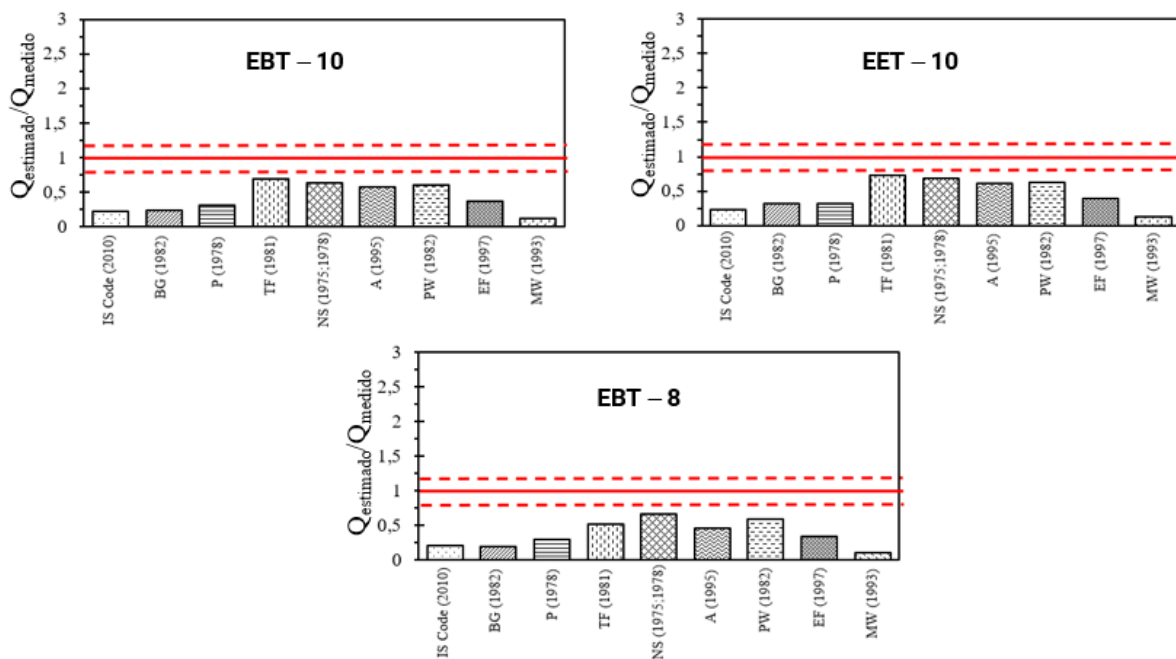 EBT – 10
Qestimado/Qmedido
3
2,5
2
1,5
1
0,5
0
IS Code (2010)
BG (1982)
P (1978)
TF (1981)
NS (1975;1978)
A (1995)
PW (1982)
EF (1997)
MW (1993)
EET – 10
Qestimado/Qmedido
3
2,5
2
1,5
1
0,5
0
IS Code (2010)
BG (1982)
P (1978)
TF (1981)
NS (1975;1978)
A (1995)
PW (1982)
EF (1997)
MW (1993)
EBT – 8
Qestimado/Qmedido
3
2,5
2
1,5
1
0,5
0
IS Code (2010)
BG (1982)
P (1978)
TF (1981)
NS (1975;1978)
A (1995)
PW (1982)
EF (1997)
MW (1993)